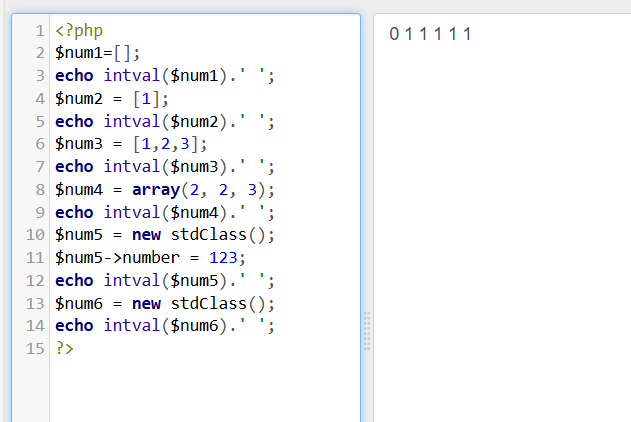 1 <?php
2 $num1=[];
3 echo intval($num1).' ';
4 $num2 = [1];
5 echo intval($num2).' ';
6 $num3 = [1,2,3];
7 echo intval($num3).' ';
8 $num4 = array(2, 2, 3);
9 echo intval($num4).' ';
10 $num5 = new stdClass();
11 $num5->number = 123;
12 echo intval($num5).' ';
13 $num6 = new stdClass();
14 echo intval($num6).' ';
15 ?>
0 1 1 1 1 1